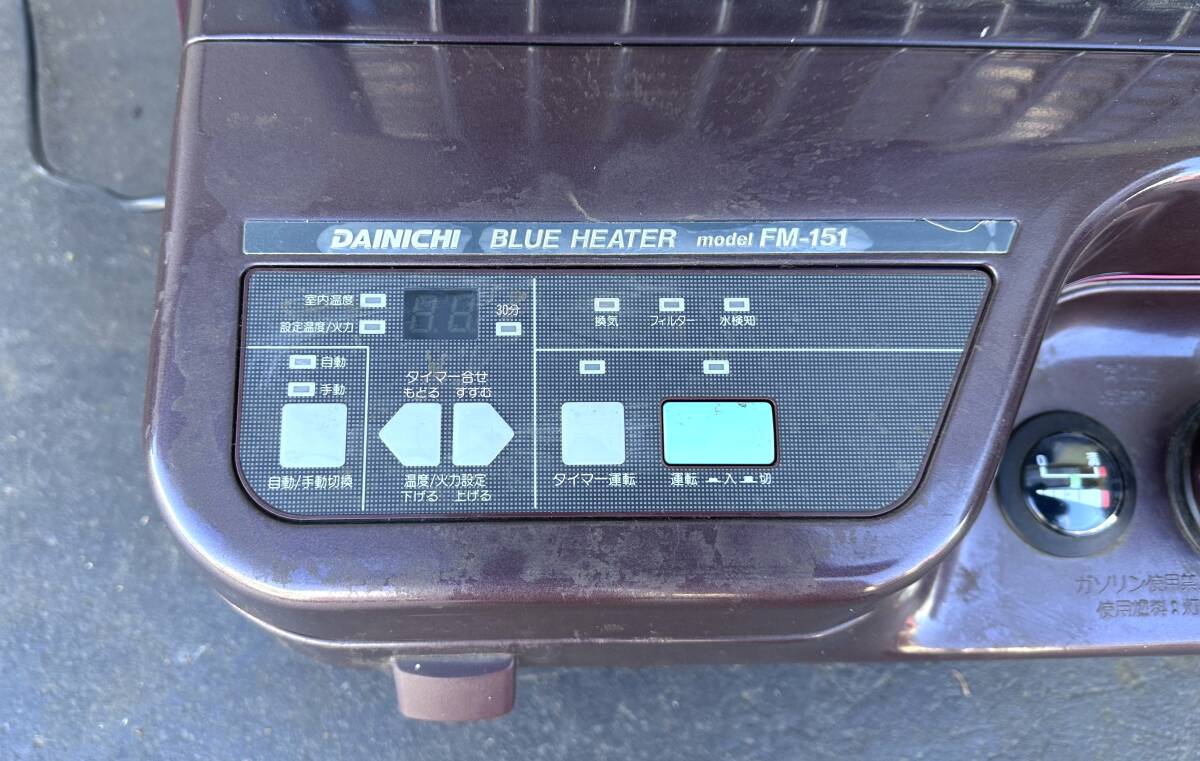 DAINICHI BLUE HEATER model FM-151
室内温度
設定温度/火力
30分
換気 フィルター 水検知
自動
手動
タイマー合せ
もどる すすむ
自動/手動切換
温度/火力設定
下げる 上げる
タイマー運転
運転 入 切
ガソリン使用
使用燃料: